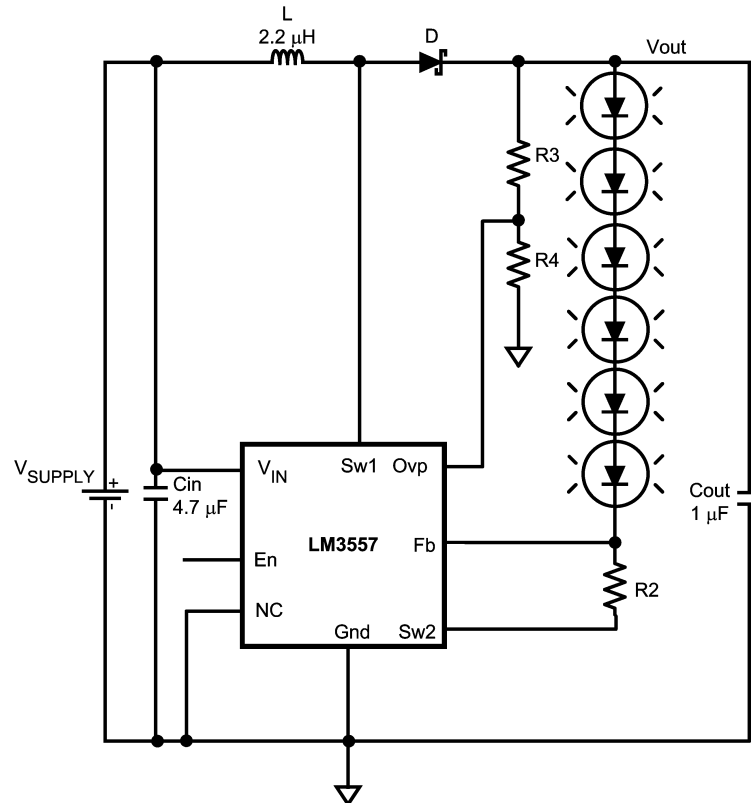 L
2.2 μH
D
Vout
R3
R4
VSUPPLY
+
-
Cin
4.7 μF
VIN
Sw1
Ovp
LM3557
En
Fb
NC
Gnd
Sw2
R2
Cout
1 μF